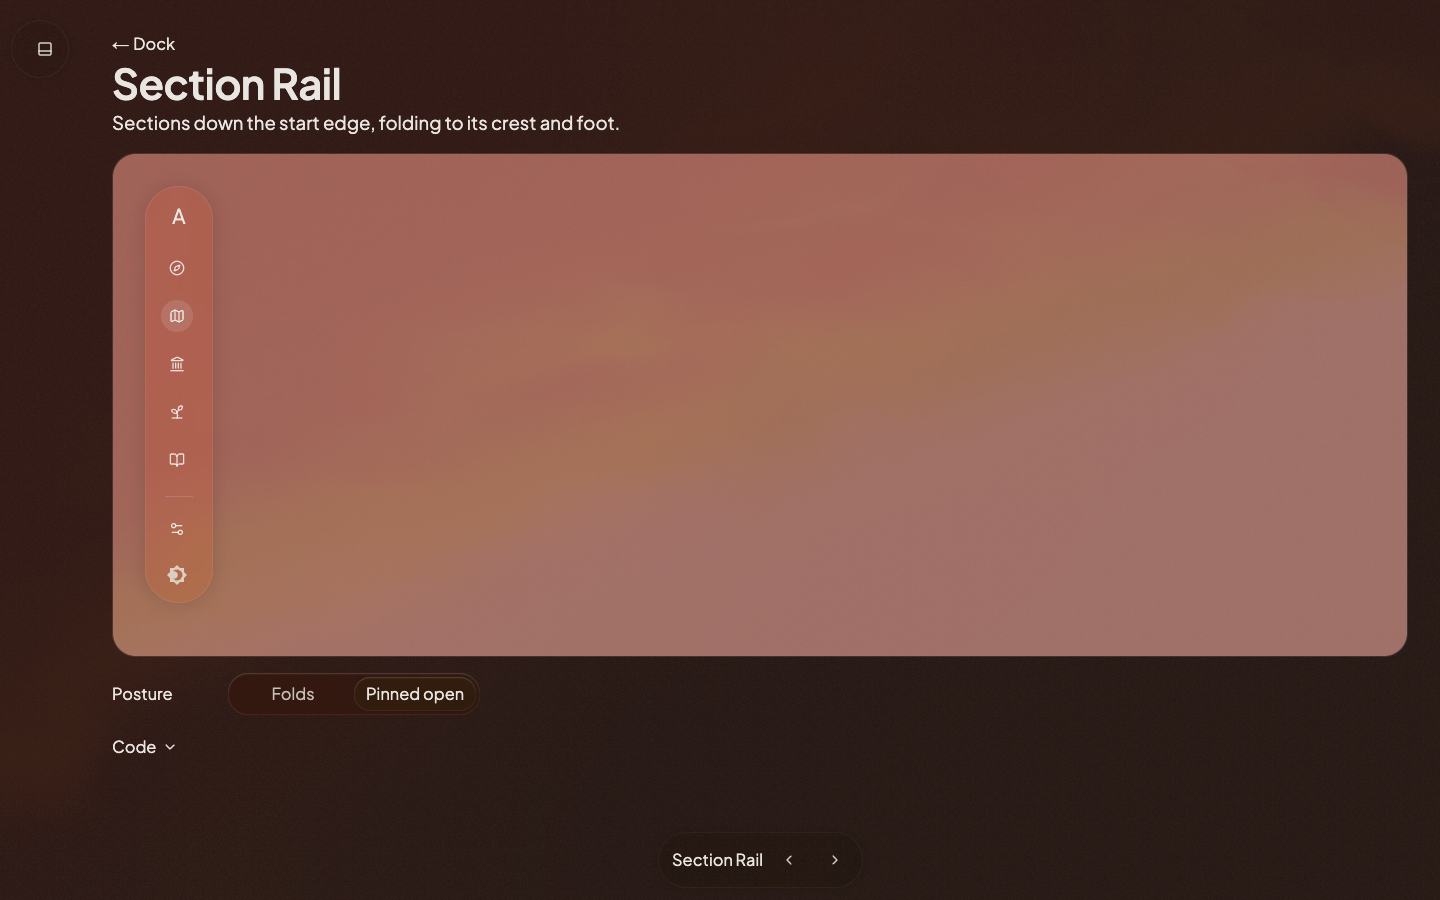 ← Dock
Section Rail
Sections down the start edge, folding to its crest and foot.
A
Posture
Folds
Pinned open
Code
Section Rail